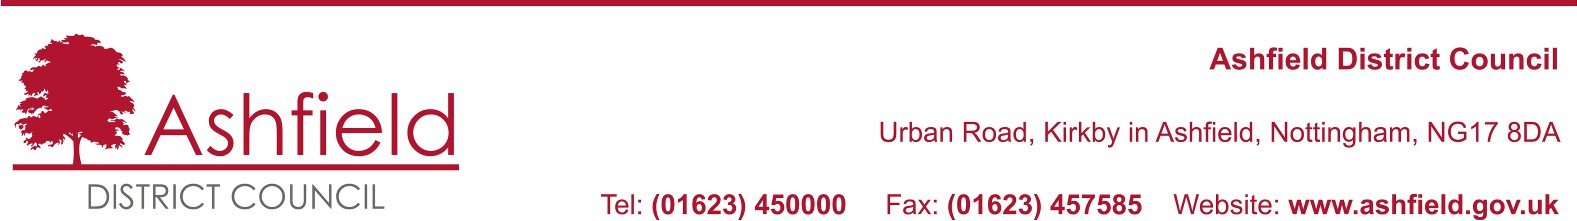 Ashfield
DISTRICT COUNCIL
Ashfield District Council
Urban Road, Kirkby in Ashfield, Nottingham, NG17 8DA
Tel: (01623) 450000 Fax: (01623) 457585 Website: www.ashfield.gov.uk